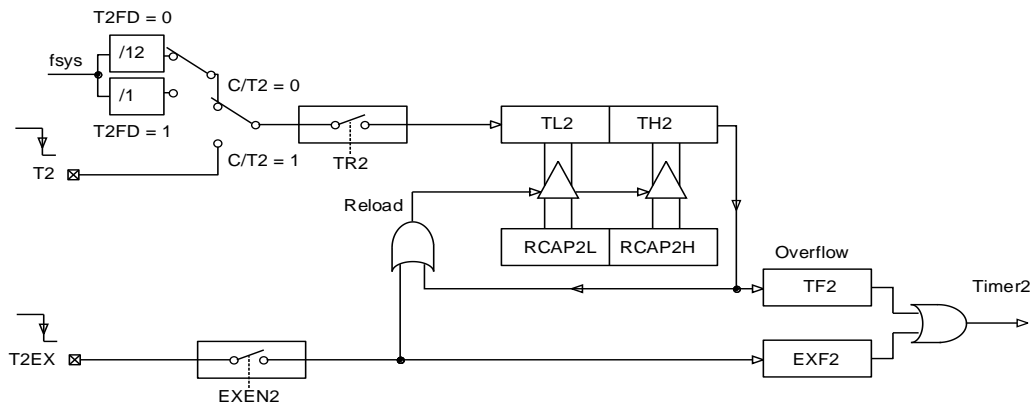 T2FD = 0
/12
fsys
C/T2 = 0
/1
T2FD = 1
TL2
TH2
T2
C/T2 = 1
TR2
Reload
RCAP2L
RCAP2H
Overflow
TF2
Timer2
T2EX
EXEN2
EXF2